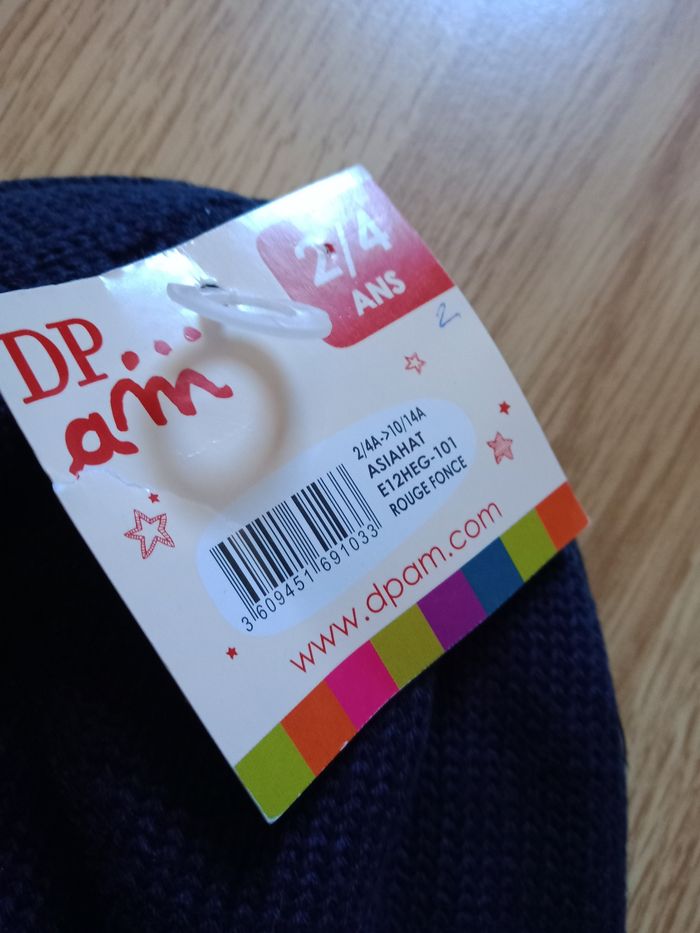 2/4
ANS
DP...
am
2
2/4A->10/14A
ASIAHAT
E12HEG-101
ROUGE FONCE
3 609451 691033
www.dpam.com